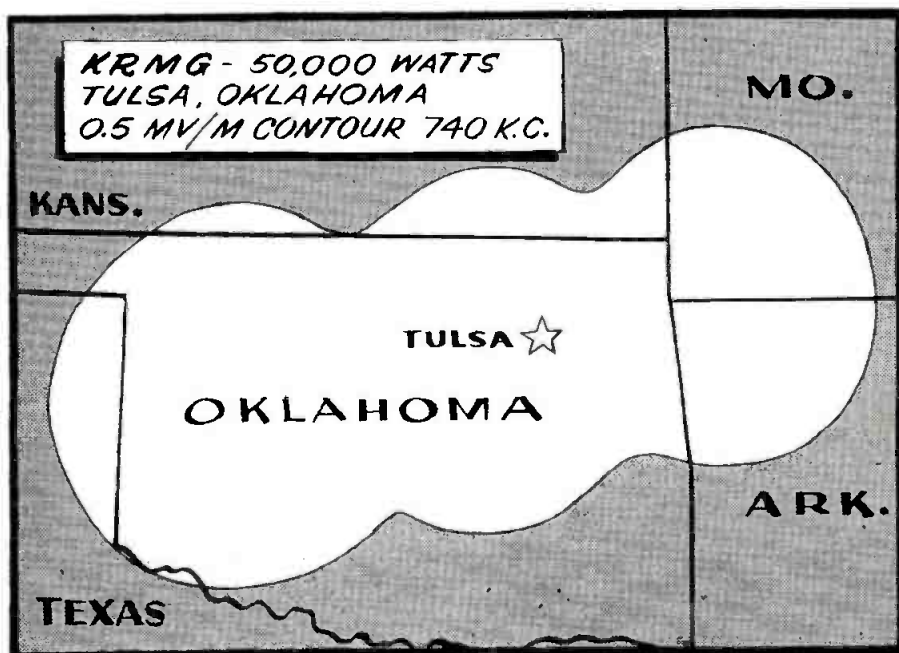 KRMG - 50,000 WATTS
TULSA, OKLAHOMA
0.5 MV/M CONTOUR 740 K.C.
MO.
KANS.
TULSA
OKLAHOMA
ARK.
TEXAS